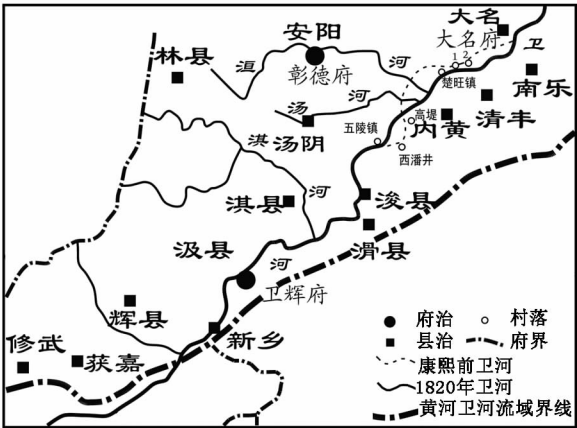 大名
大名府
卫
安阳
洹
河
彰德府
林县
1 2
楚旺镇
南乐
清丰
汤
河
高堤
内黄
五陵镇
西潘井
汤阴
淇
河
淇县
浚县
滑县
汲县
河
卫辉府
辉县
新乡
修武
获嘉
府治
村落
县治
府界
康熙前卫河
1820年卫河
黄河卫河流域界线